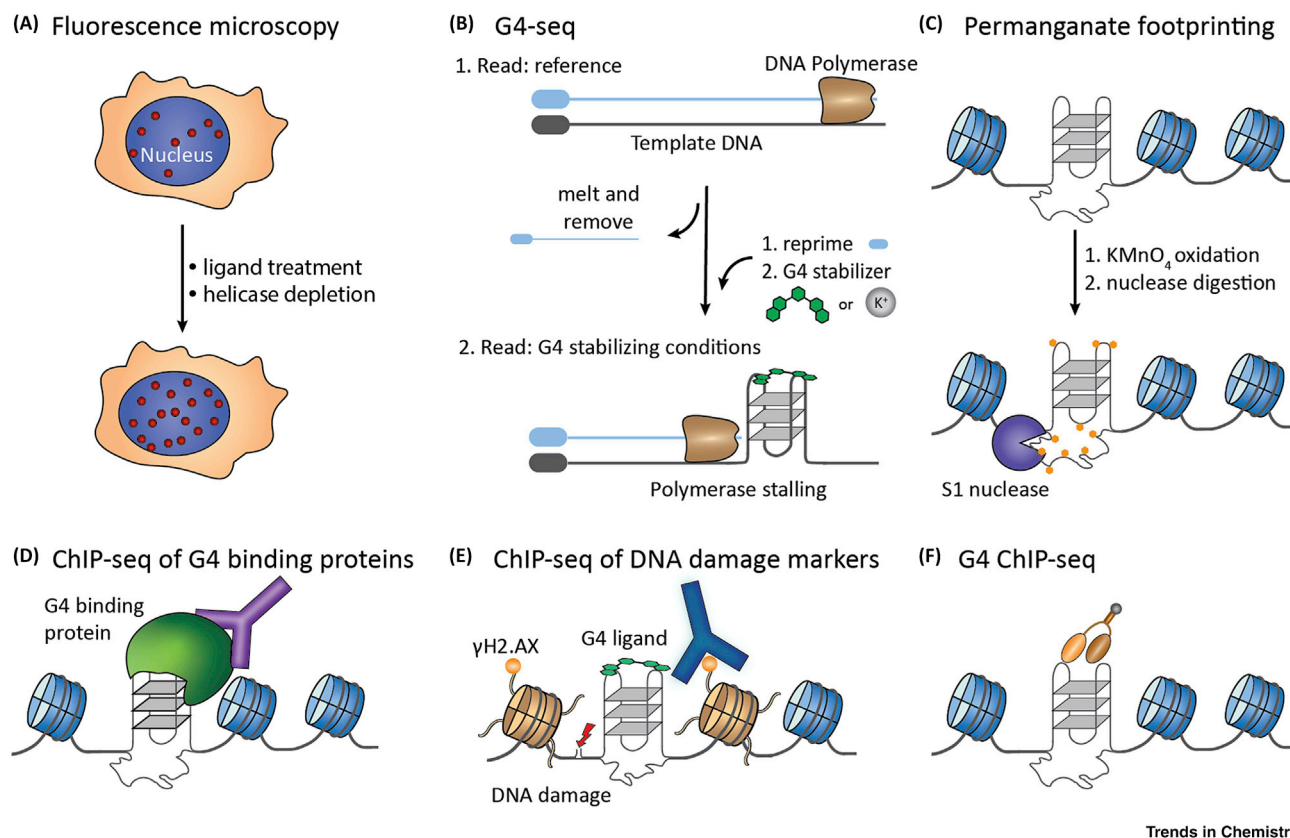 (A) Fluorescence microscopy
Nucleus
• ligand treatment
• helicase depletion
(B) G4-seq
1. Read: reference
DNA Polymerase
Template DNA
melt and
remove
1. reprime
2. G4 stabilizer
or K⁺
2. Read: G4 stabilizing conditions
Polymerase stalling
(C) Permanganate footprinting
1. KMnO₄ oxidation
2. nuclease digestion
S1 nuclease
(D) ChIP-seq of G4 binding proteins
G4 binding
protein
(E) ChIP-seq of DNA damage markers
γH2.AX
G4 ligand
DNA damage
(F) G4 ChIP-seq
Trends in Chemistr